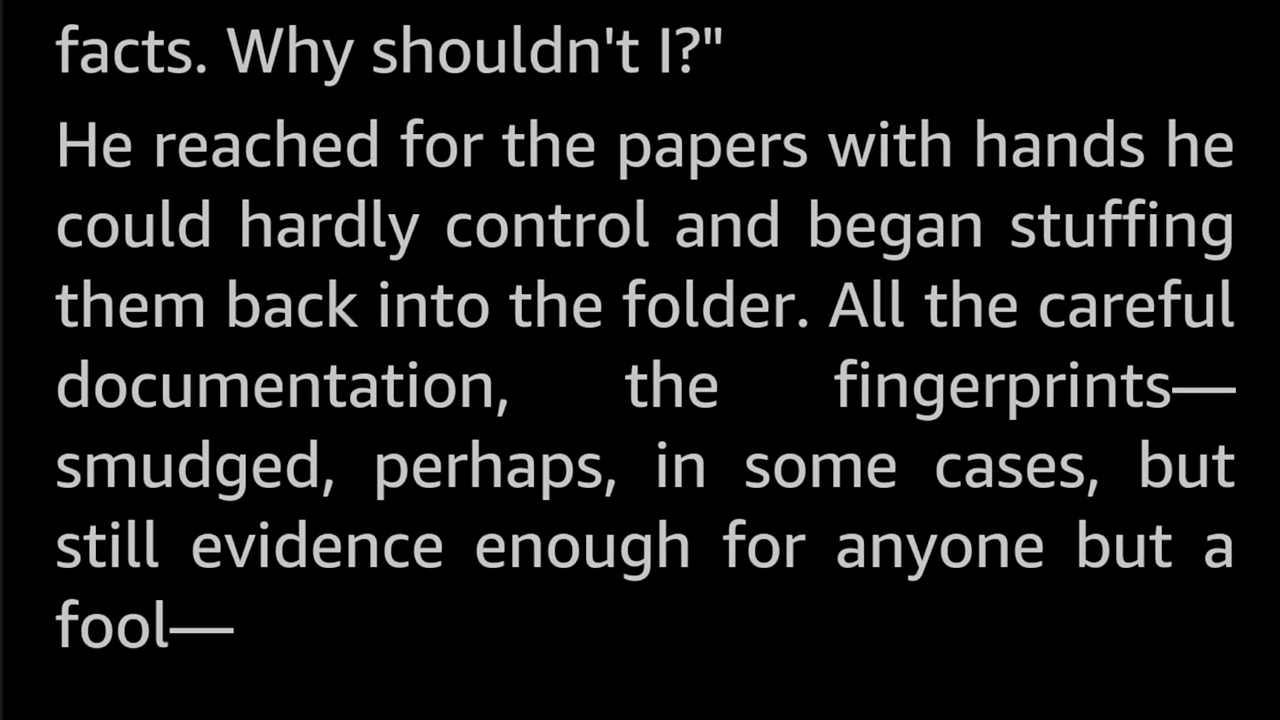 facts. Why shouldn't I?"
He reached for the papers with hands he
could hardly control and began stuffing
them back into the folder. All the careful
documentation, the fingerprints—
smudged, perhaps, in some cases, but
still evidence enough for anyone but a
fool—